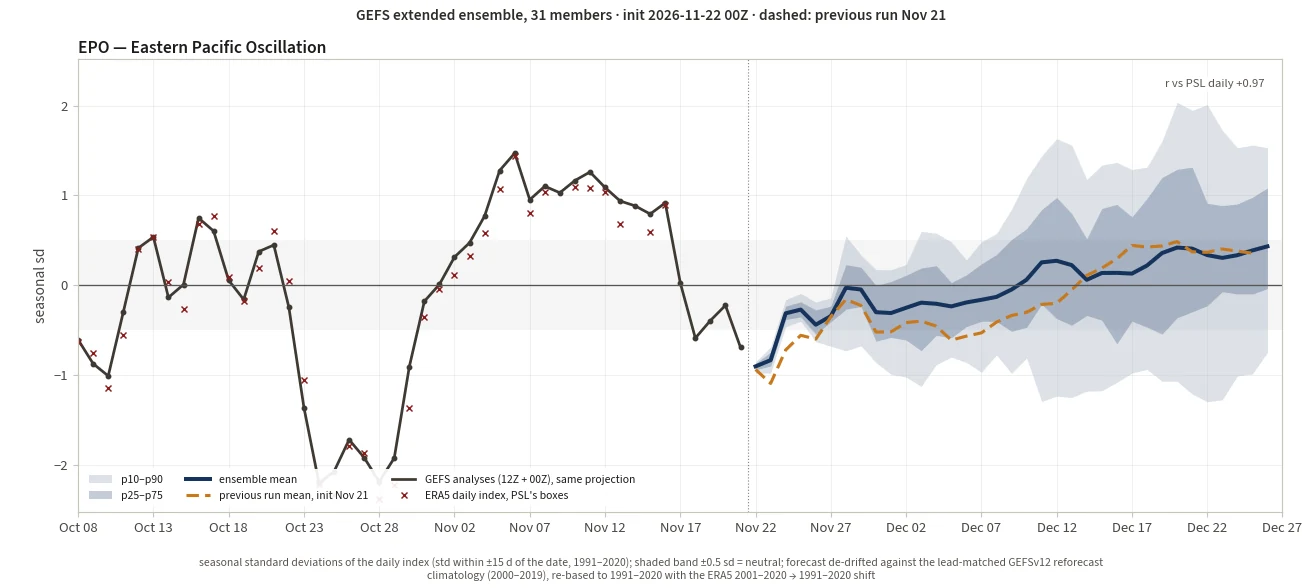 GEFS extended ensemble, 31 members · init 2026-11-22 00Z · dashed: previous run Nov 21
EPO — Eastern Pacific Oscillation
r vs PSL daily +0.97
seasonal sd
2
1
0
−1
−2
p10–p90
p25–p75
ensemble mean
previous run mean, init Nov 21
GEFS analyses (12Z + 00Z), same projection
ERA5 daily index, PSL's boxes
Oct 08 Oct 13 Oct 18 Oct 23 Oct 28 Nov 02 Nov 07 Nov 12 Nov 17 Nov 22 Nov 27 Dec 02 Dec 07 Dec 12 Dec 17 Dec 22 Dec 27
seasonal standard deviations of the daily index (std within ±15 d of the date, 1991–2020); shaded band ±0.5 sd = neutral; forecast de-drifted against the lead-matched GEFSv12 reforecast
climatology (2000–2019), re-based to 1991–2020 with the ERA5 2001–2020 → 1991–2020 shift